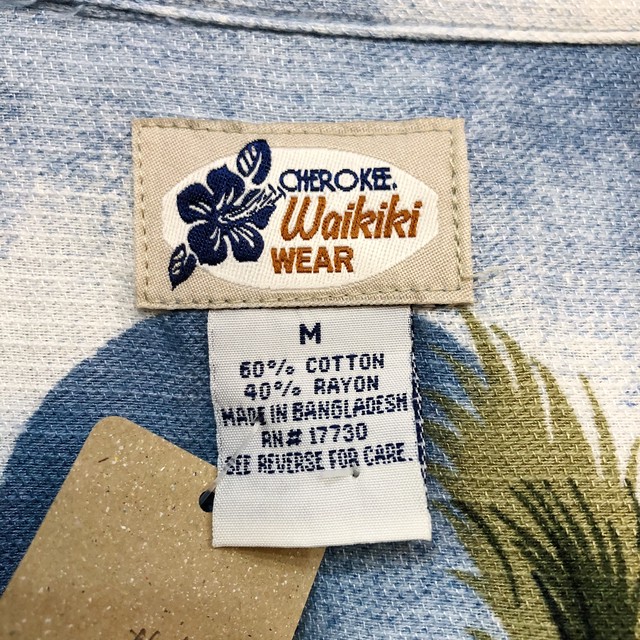 CHEROKEE.
Waikiki
WEAR
M
60% COTTON
40% RAYON
MADE IN BANGLADESH
RN# 17730
SEE REVERSE FOR CARE